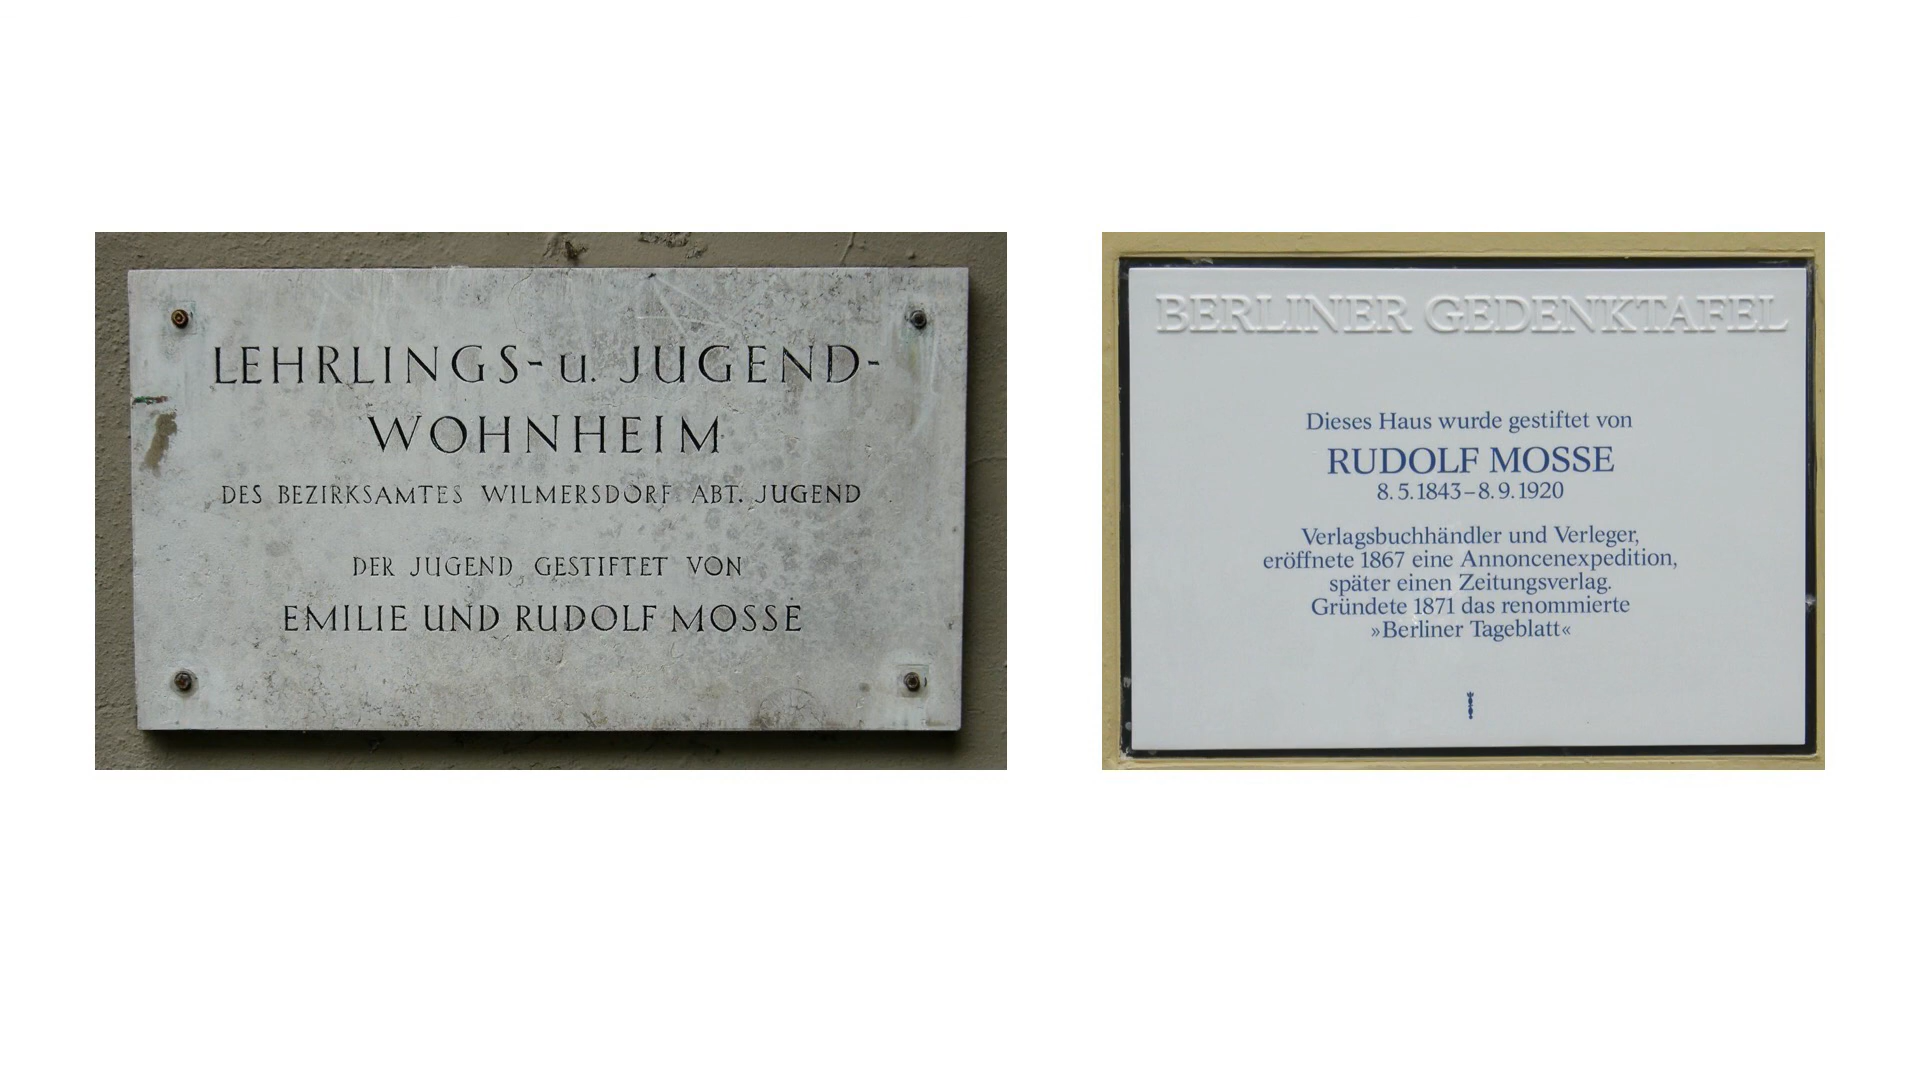 LEHRLINGS- u. JUGEND-
WOHNHEIM
DES BEZIRKSAMTES WILMERSDORF ABT. JUGEND
DER JUGEND GESTIFTET VON
EMILIE UND RUDOLF MOSSE
BERLINER GEDENKTAFEL
Dieses Haus wurde gestiftet von
RUDOLF MOSSE
8.5.1843–8.9.1920
Verlagsbuchhändler und Verleger,
eröffnete 1867 eine Annoncenexpedition,
später einen Zeitungsverlag.
Gründete 1871 das renommierte
»Berliner Tageblatt«